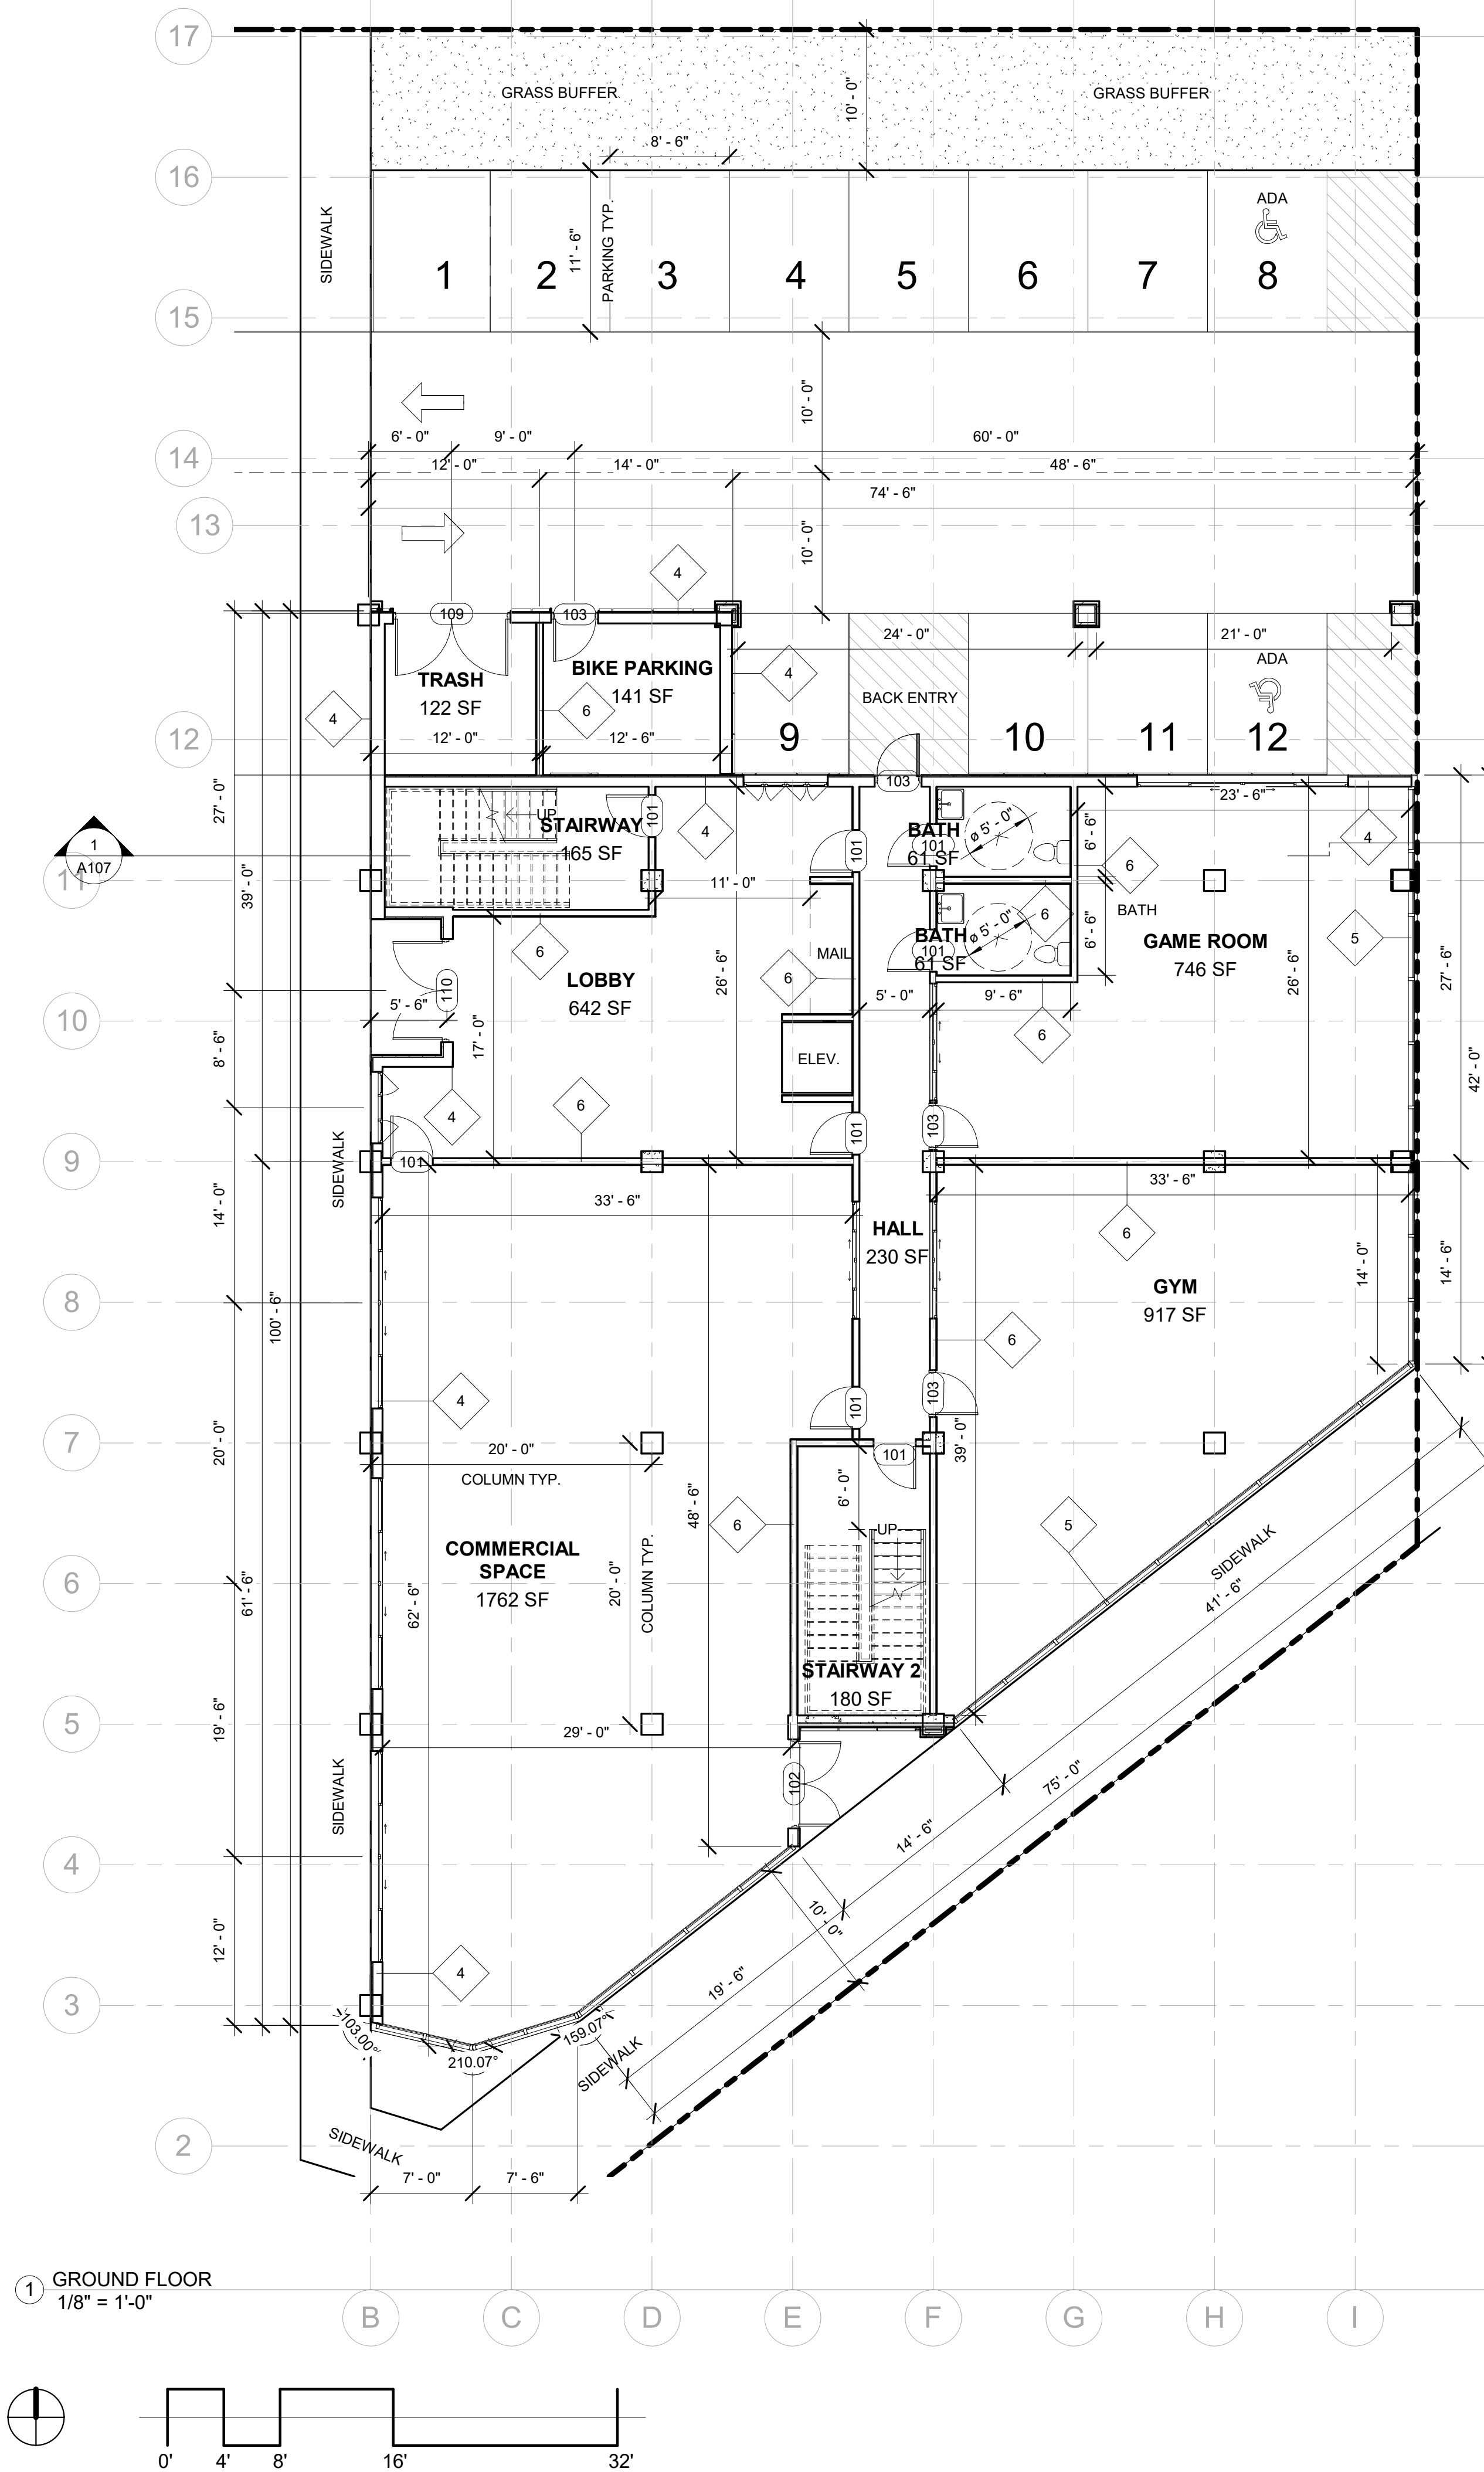 17
GRASS BUFFER
GRASS BUFFER
10' - 0"
8' - 6"
16
SIDEWALK
11' - 6"
PARKING TYP.
ADA
1
2
3
4
5
6
7
8
15
10' - 0"
6' - 0"
9' - 0"
60' - 0"
14
12' - 0"
14' - 0"
48' - 6"
74' - 6"
13
10' - 0"
4
109
103
24' - 0"
21' - 0"
BIKE PARKING
141 SF
TRASH
122 SF
4
ADA
BACK ENTRY
4
6
12
12' - 0"
12' - 6"
9
10
11
12
103
27' - 0"
23' - 6"
UP
STAIRWAY
165 SF
101
4
101
BATH
61 SF
101
ø 5' - 0"
6' - 6"
6
4
1
A107
11
39' - 0"
11' - 0"
BATH
61 SF
101
ø 5' - 0"
6
6' - 6"
BATH
GAME ROOM
746 SF
5
6
MAIL
LOBBY
642 SF
26' - 6"
6
26' - 6"
27' - 6"
110
5' - 6"
5' - 0"
9' - 6"
10
8' - 6"
17' - 0"
6
ELEV.
42' - 0"
4
6
101
103
9
SIDEWALK
101
33' - 6"
33' - 6"
14' - 0"
HALL
230 SF
6
14' - 0"
14' - 6"
GYM
917 SF
8
100' - 6"
6
4
101
103
7
20' - 0"
20' - 0"
COLUMN TYP.
101
39' - 0"
6' - 0"
48' - 6"
6
UP
5
COMMERCIAL
SPACE
1762 SF
20' - 0"
COLUMN TYP.
SIDEWALK
6
61' - 6"
62' - 6"
41' - 6"
STAIRWAY 2
180 SF
5
19' - 6"
29' - 0"
102
75' - 0"
SIDEWALK
14' - 6"
4
10' - 0"
12' - 0"
4
19' - 6"
3
103.00°
159.07°
210.07°
SIDEWALK
2
SIDEWALK
7' - 0"
7' - 6"
1
GROUND FLOOR
1/8" = 1'-0"
B
C
D
E
F
G
H
I
0'
4'
8'
16'
32'